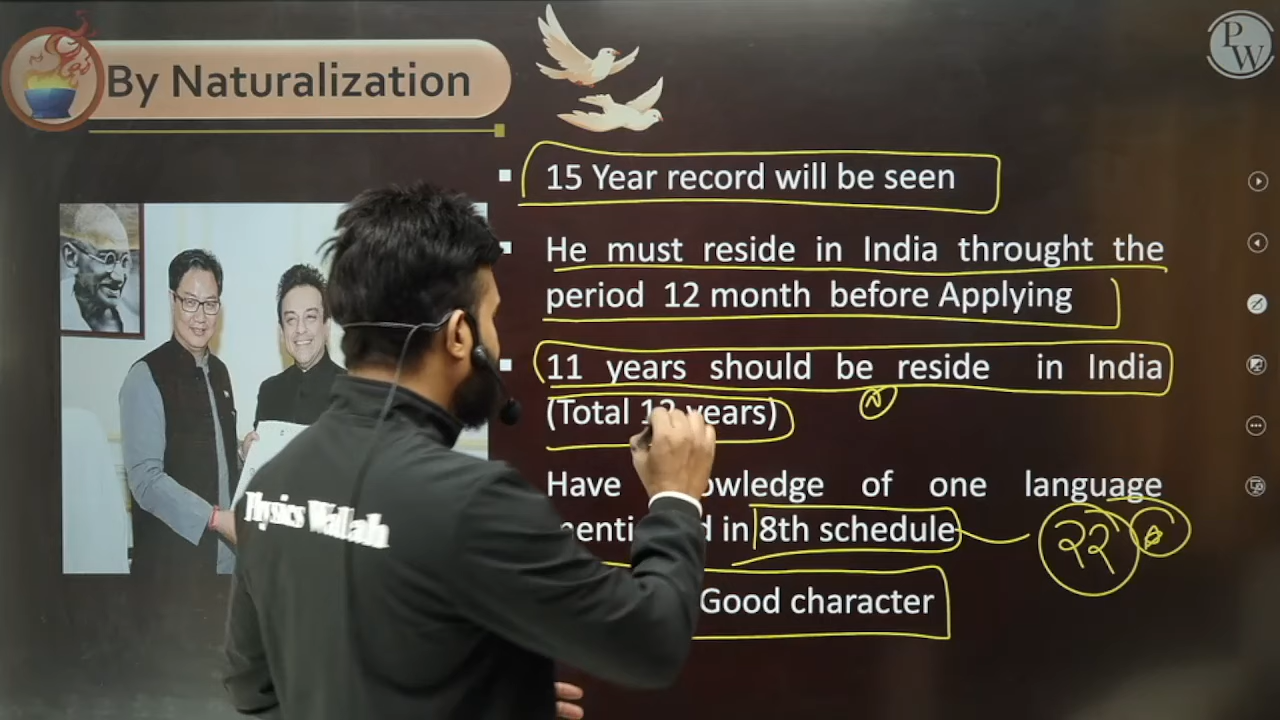 By Naturalization
PW
15 Year record will be seen
He must reside in India throught the
period 12 month before Applying
11 years should be reside in India
(Total 12 years)
Have of one language
in 8th schedule
२२
Good character
Physics Wallah